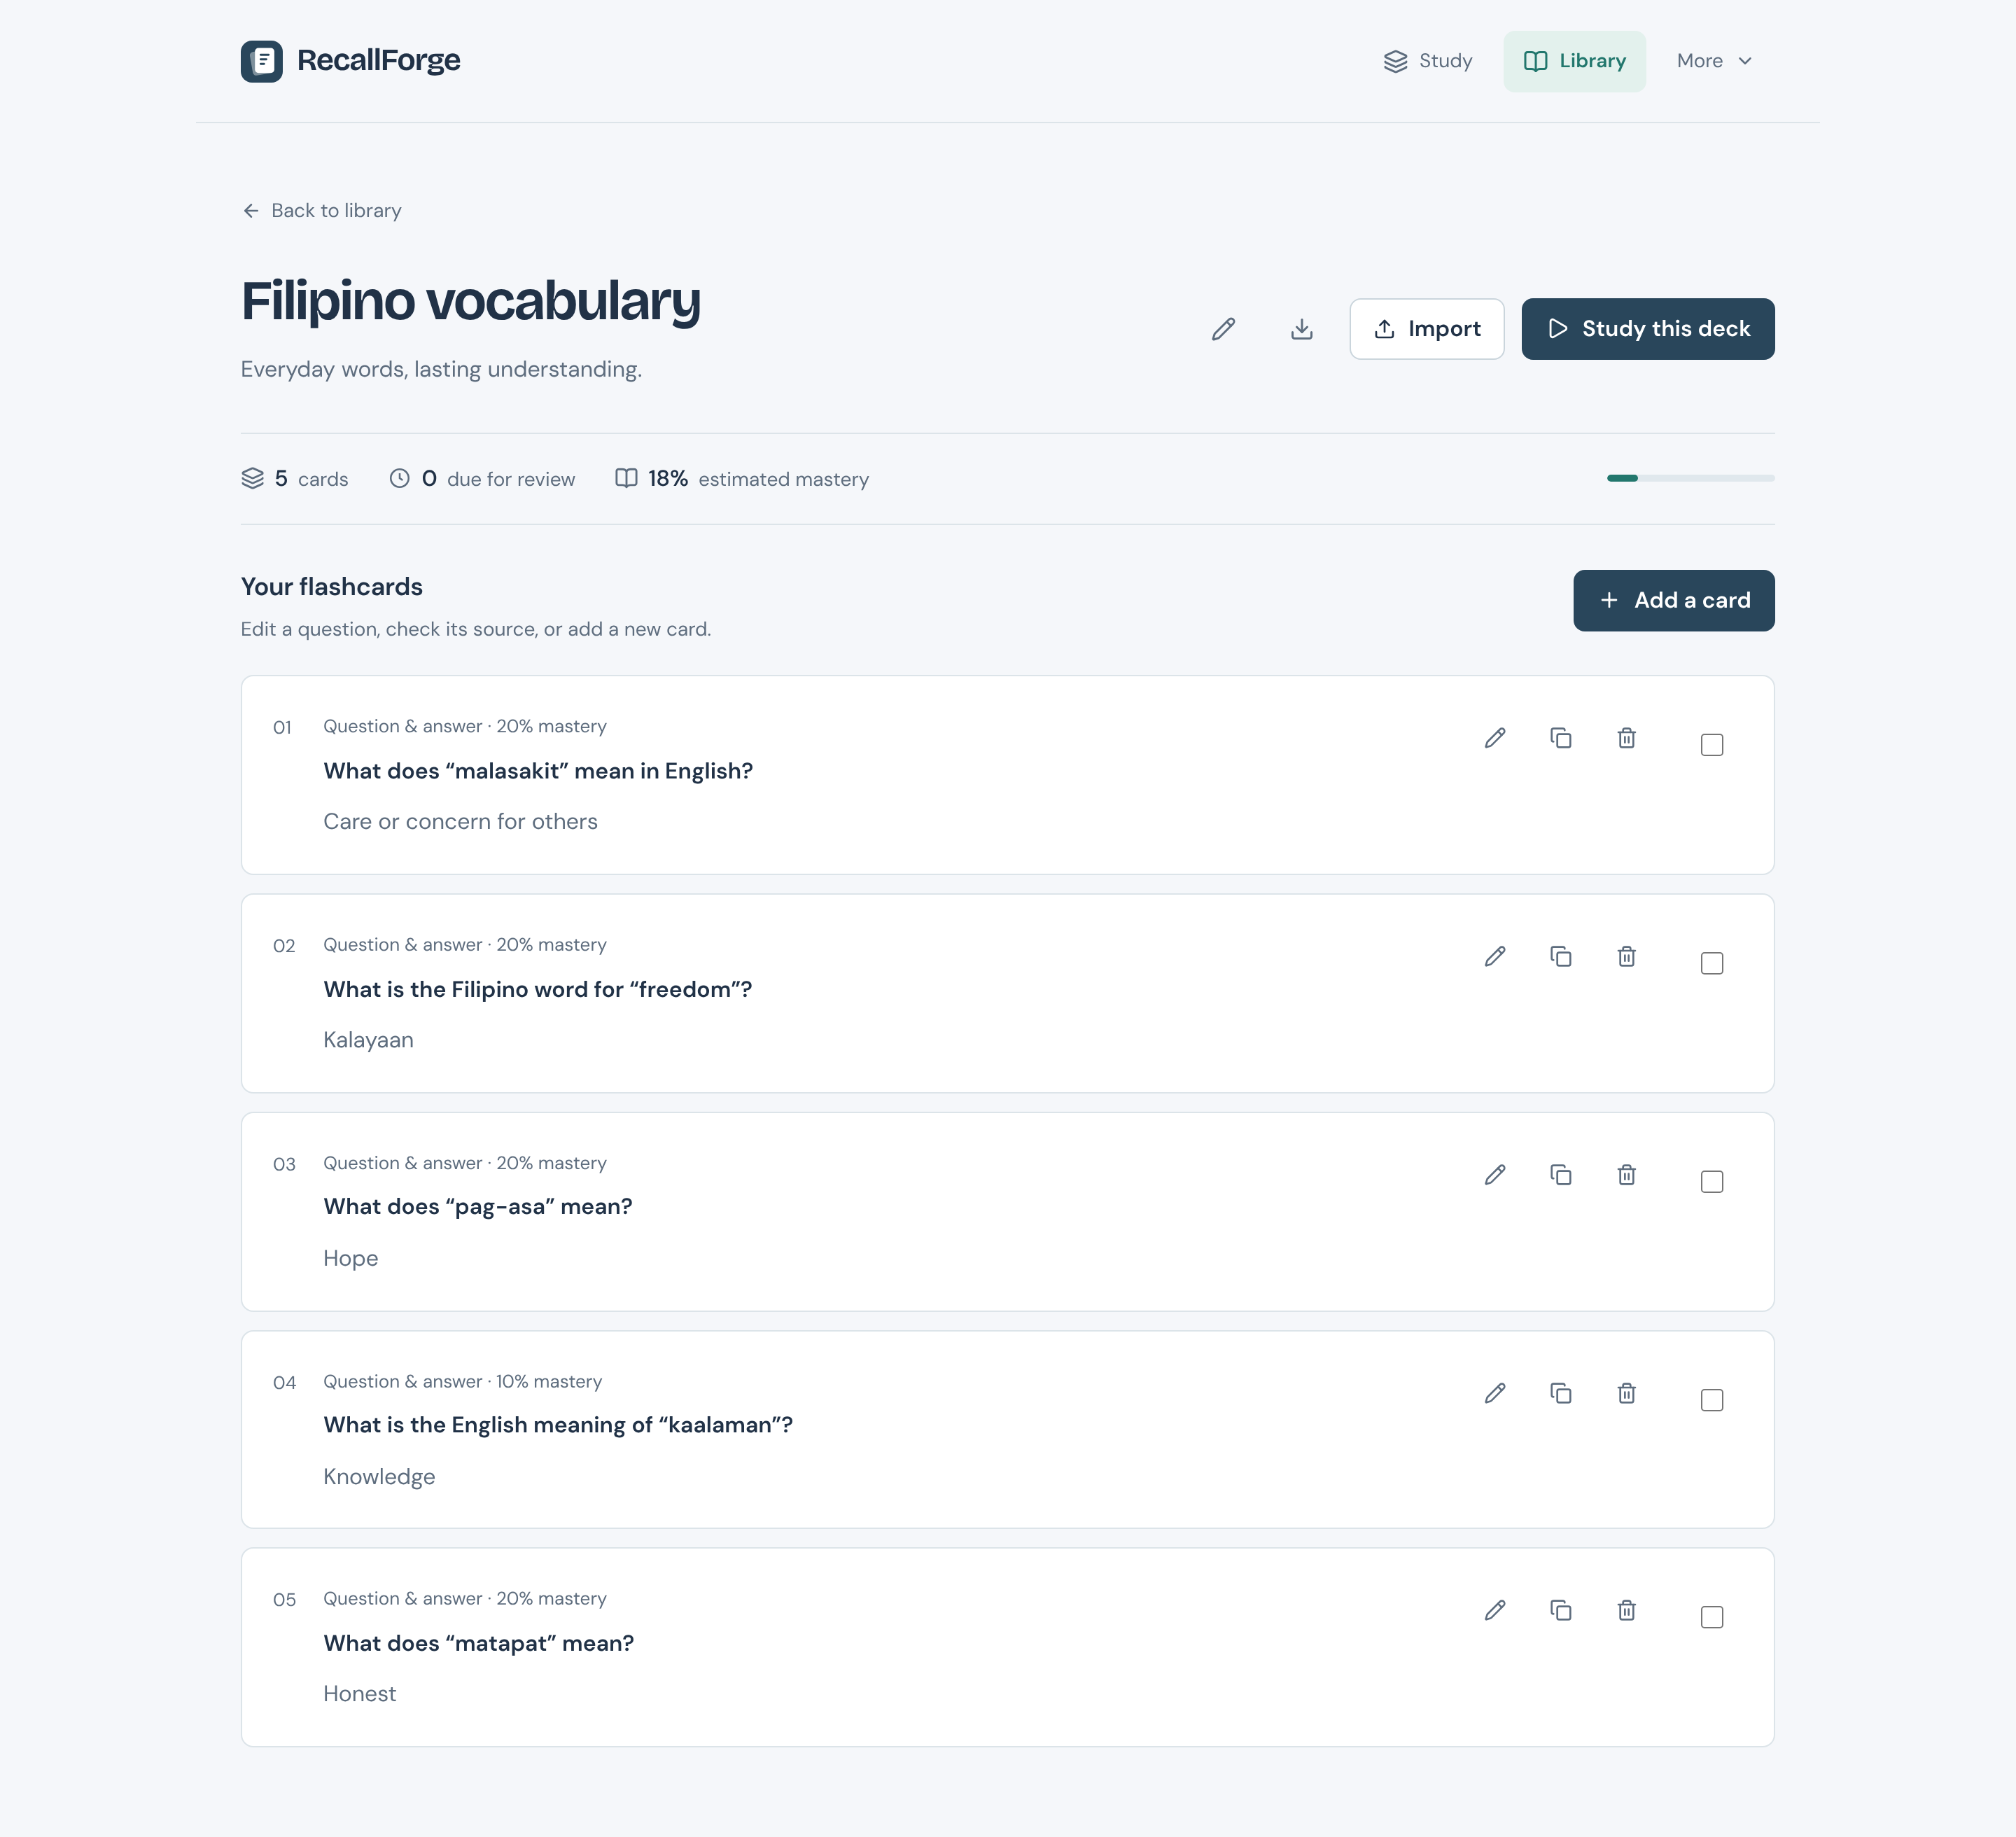 RecallForge
Study
Library
More
Back to library
Filipino vocabulary
Everyday words, lasting understanding.
Import
Study this deck
5 cards
0 due for review
18% estimated mastery
Your flashcards
Edit a question, check its source, or add a new card.
Add a card
01
Question & answer · 20% mastery
What does “malasakit” mean in English?
Care or concern for others
02
Question & answer · 20% mastery
What is the Filipino word for “freedom”?
Kalayaan
03
Question & answer · 20% mastery
What does “pag-asa” mean?
Hope
04
Question & answer · 10% mastery
What is the English meaning of “kaalaman”?
Knowledge
05
Question & answer · 20% mastery
What does “matapat” mean?
Honest